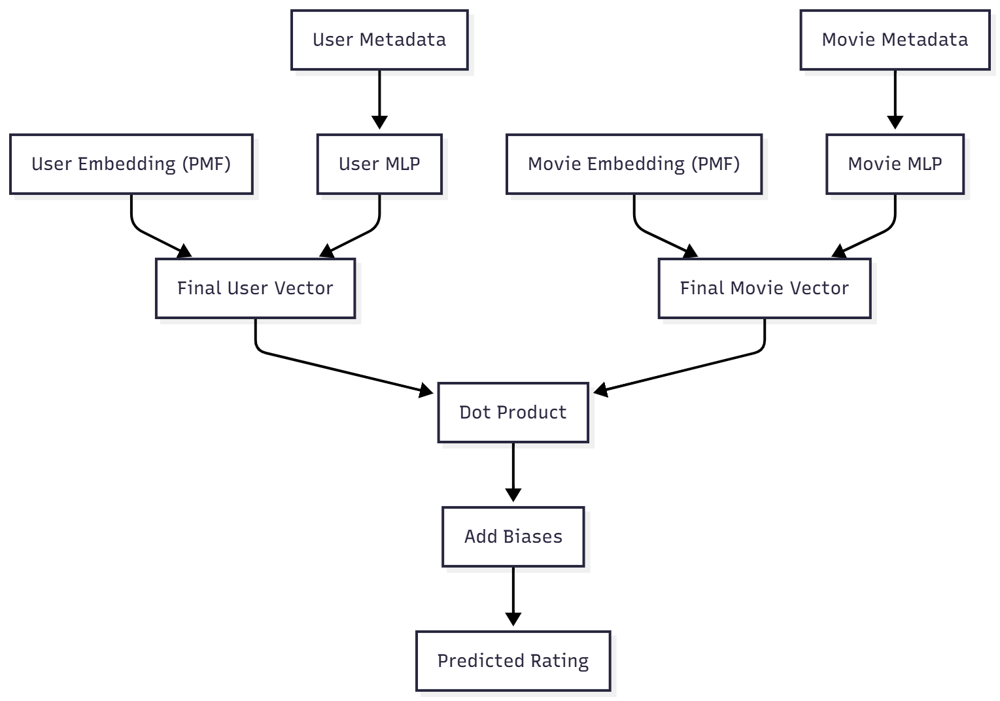 User Metadata
Movie Metadata
User Embedding (PMF)
User MLP
Movie Embedding (PMF)
Movie MLP
Final User Vector
Final Movie Vector
Dot Product
Add Biases
Predicted Rating